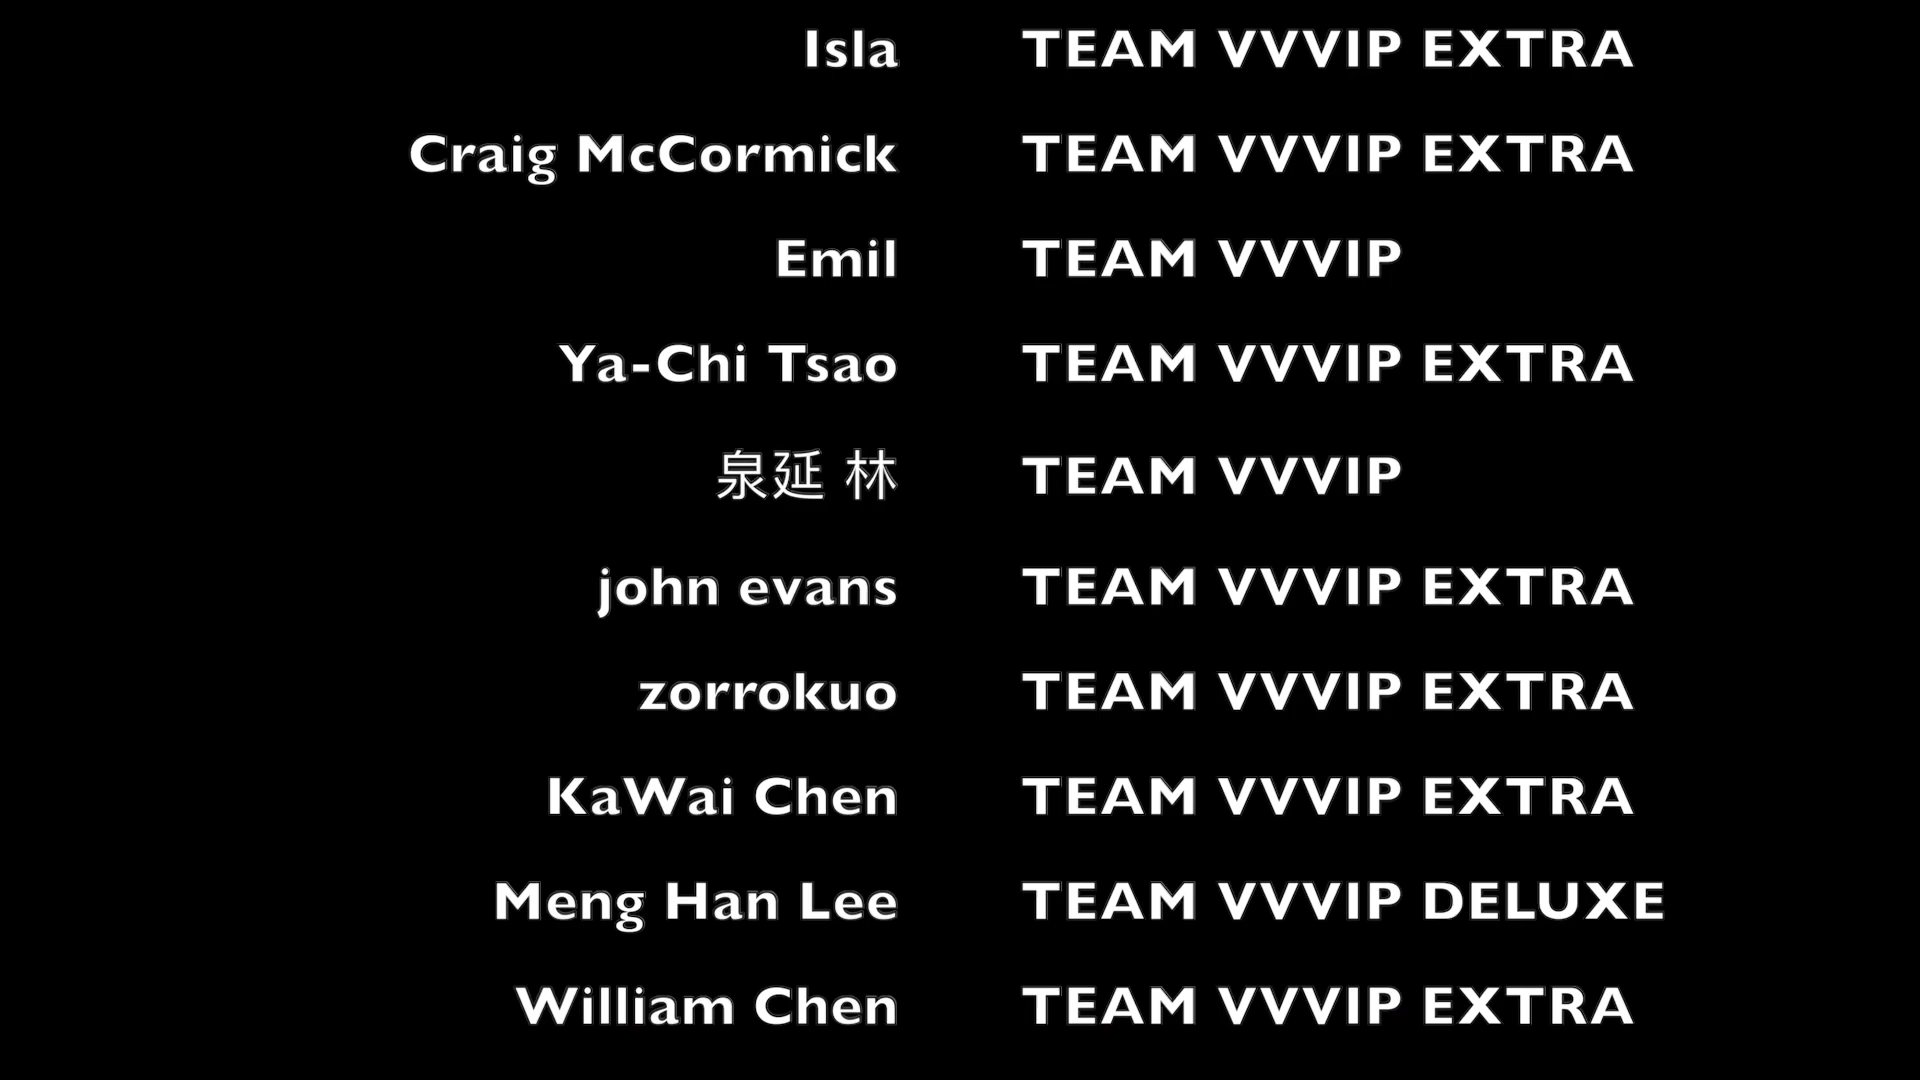 Isla TEAM VVVIP EXTRA
Craig McCormick TEAM VVVIP EXTRA
Emil TEAM VVVIP
Ya-Chi Tsao TEAM VVVIP EXTRA
泉延 林 TEAM VVVIP
john evans TEAM VVVIP EXTRA
zorrokuo TEAM VVVIP EXTRA
KaWai Chen TEAM VVVIP EXTRA
Meng Han Lee TEAM VVVIP DELUXE
William Chen TEAM VVVIP EXTRA